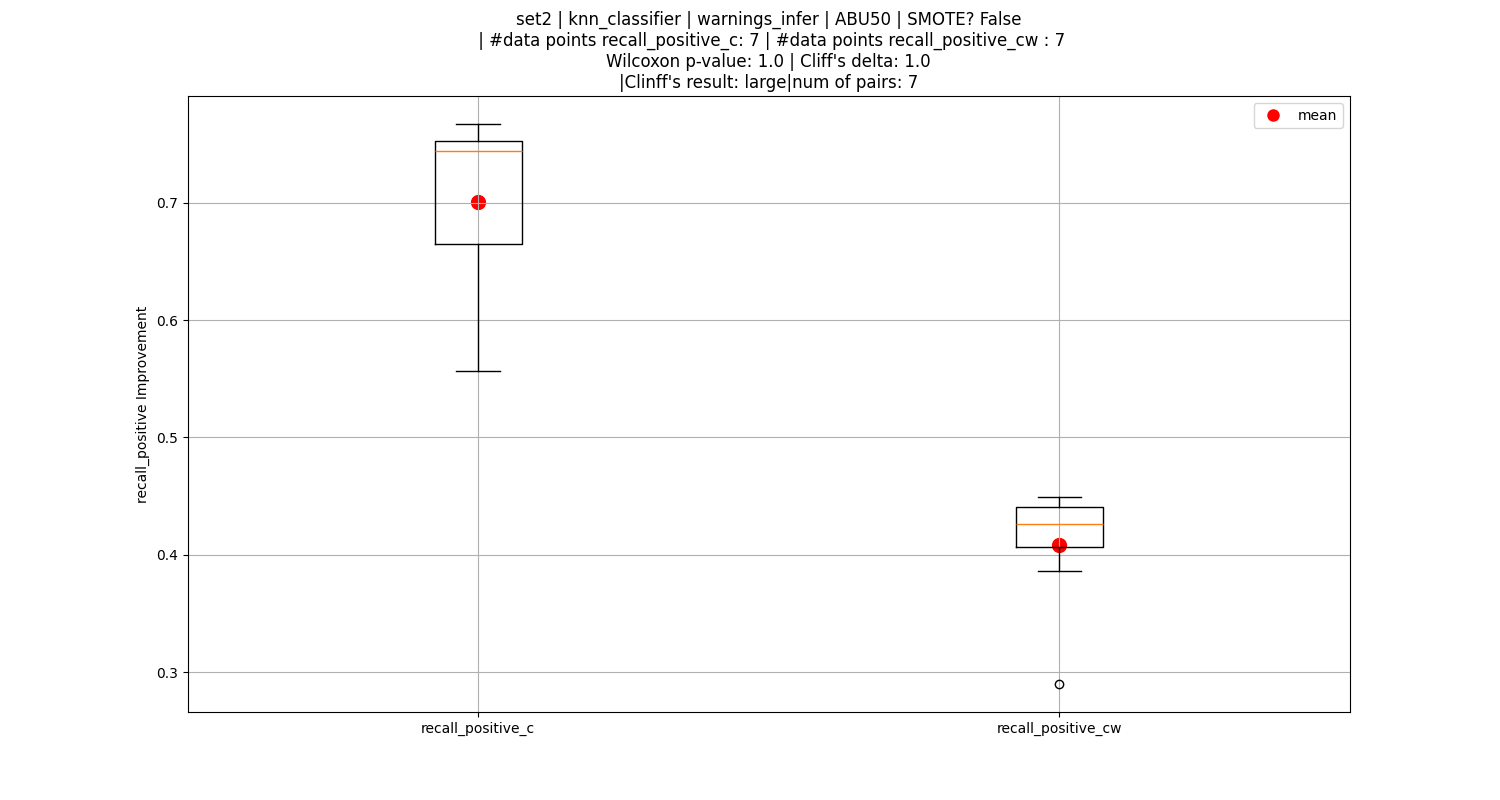 set2 | knn_classifier | warnings_infer | ABU50 | SMOTE? False
| #data points recall_positive_c: 7 | #data points recall_positive_cw : 7
Wilcoxon p-value: 1.0 | Cliff's delta: 1.0
|Clinff's result: large|num of pairs: 7
mean
0.7
0.6
0.5
0.4
0.3
recall_positive Improvement
recall_positive_c
recall_positive_cw